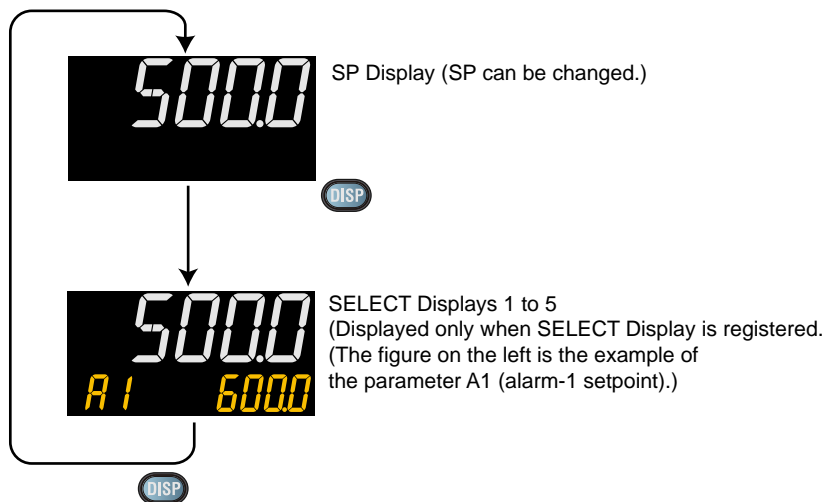 500.0
SP Display (SP can be changed.)
DISP
500.0
A1 600.0
SELECT Displays 1 to 5
(Displayed only when SELECT Display is registered.
(The figure on the left is the example of
the parameter A1 (alarm-1 setpoint).)
DISP